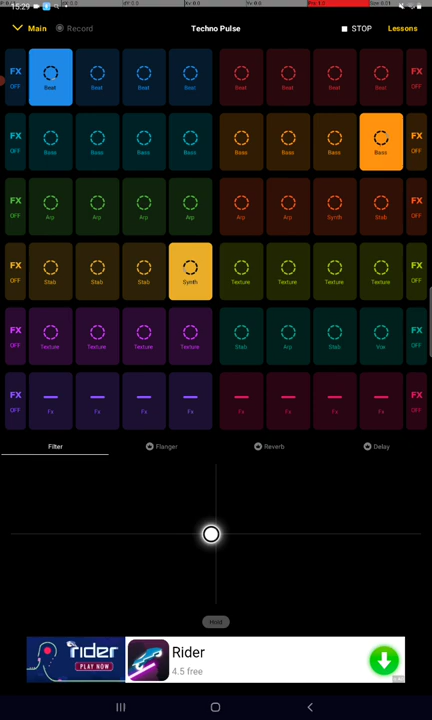 15:29
Main Record Techno Pulse STOP Lessons
FX Beat Beat Beat Beat Beat Beat Beat Beat FX
OFF OFF
FX Bass Bass Bass Bass Bass Bass Bass Bass FX
OFF OFF
FX Arp Arp Arp Arp Arp Arp Synth Stab FX
OFF OFF
FX Stab Stab Stab Synth Texture Texture Texture Texture FX
OFF OFF
FX Texture Texture Texture Texture Stab Arp Stab Vox FX
OFF OFF
FX Fx Fx Fx Fx Fx Fx Fx Fx FX
OFF OFF
Filter Flanger Reverb Delay
Hold
rider
PLAY NOW
Rider
4.5 free